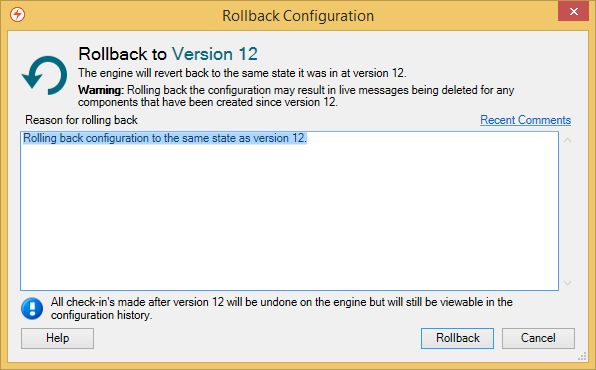 Rollback Configuration
Rollback to Version 12
The engine will revert back to the same state it was in at version 12.
Warning: Rolling back the configuration may result in live messages being deleted for any
components that have been created since version 12.
Reason for rolling back Recent Comments
Rolling back configuration to the same state as version 12.
All check-in's made after version 12 will be undone on the engine but will still be viewable in the
configuration history.
Help Rollback Cancel